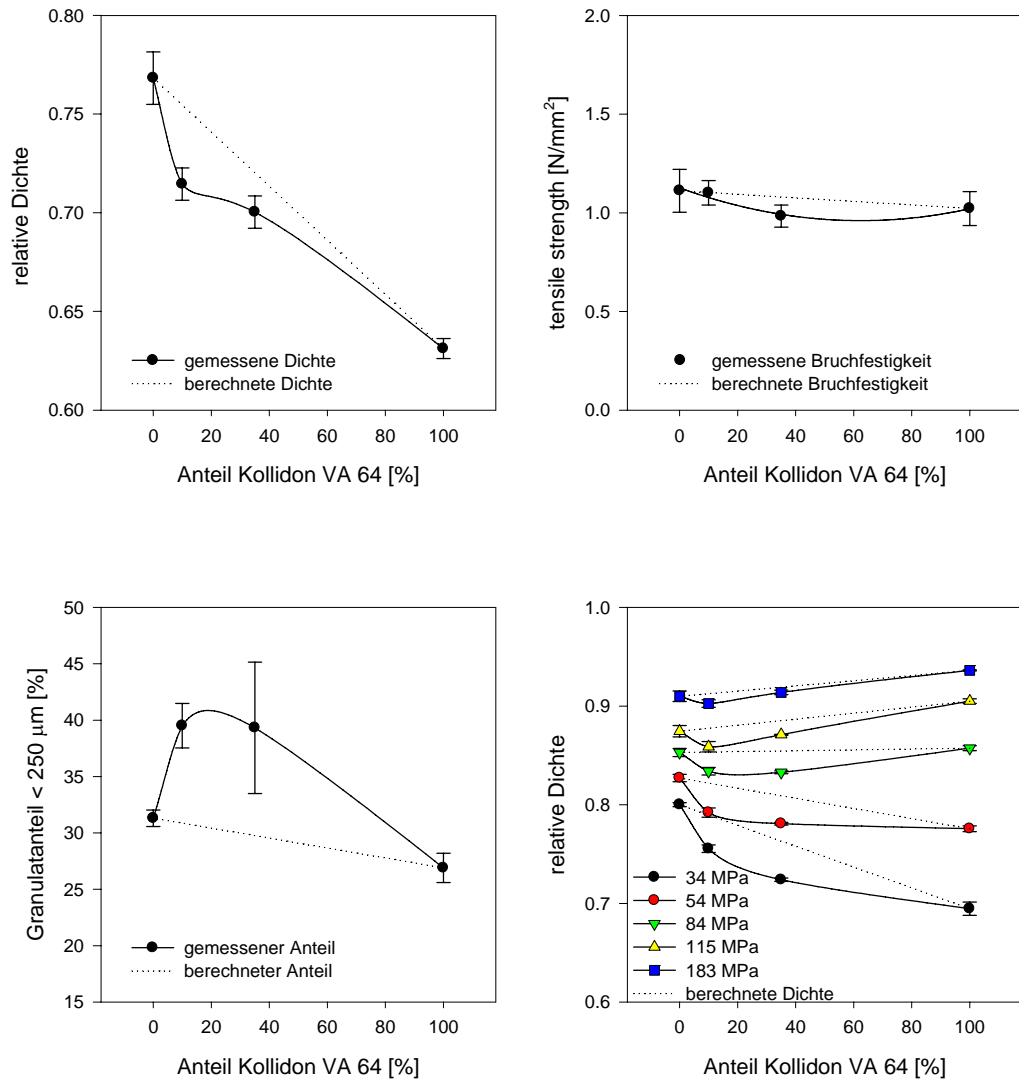 0.80
0.75
0.70
0.65
0.60
relative Dichte
gemessene Dichte
berechnete Dichte
0 20 40 60 80 100
Anteil Kollidon VA 64 [%]
2.0
1.5
1.0
0.5
0.0
tensile strength [N/mm²]
gemessene Bruchfestigkeit
berechnete Bruchfestigkeit
0 20 40 60 80 100
Anteil Kollidon VA 64 [%]
50
45
40
35
30
25
20
15
Granulatanteil < 250 µm [%]
gemessener Anteil
berechneter Anteil
0 20 40 60 80 100
Anteil Kollidon VA 64 [%]
1.0
0.9
0.8
0.7
0.6
relative Dichte
34 MPa
54 MPa
84 MPa
115 MPa
183 MPa
berechnete Dichte
0 20 40 60 80 100
Anteil Kollidon VA 64 [%]